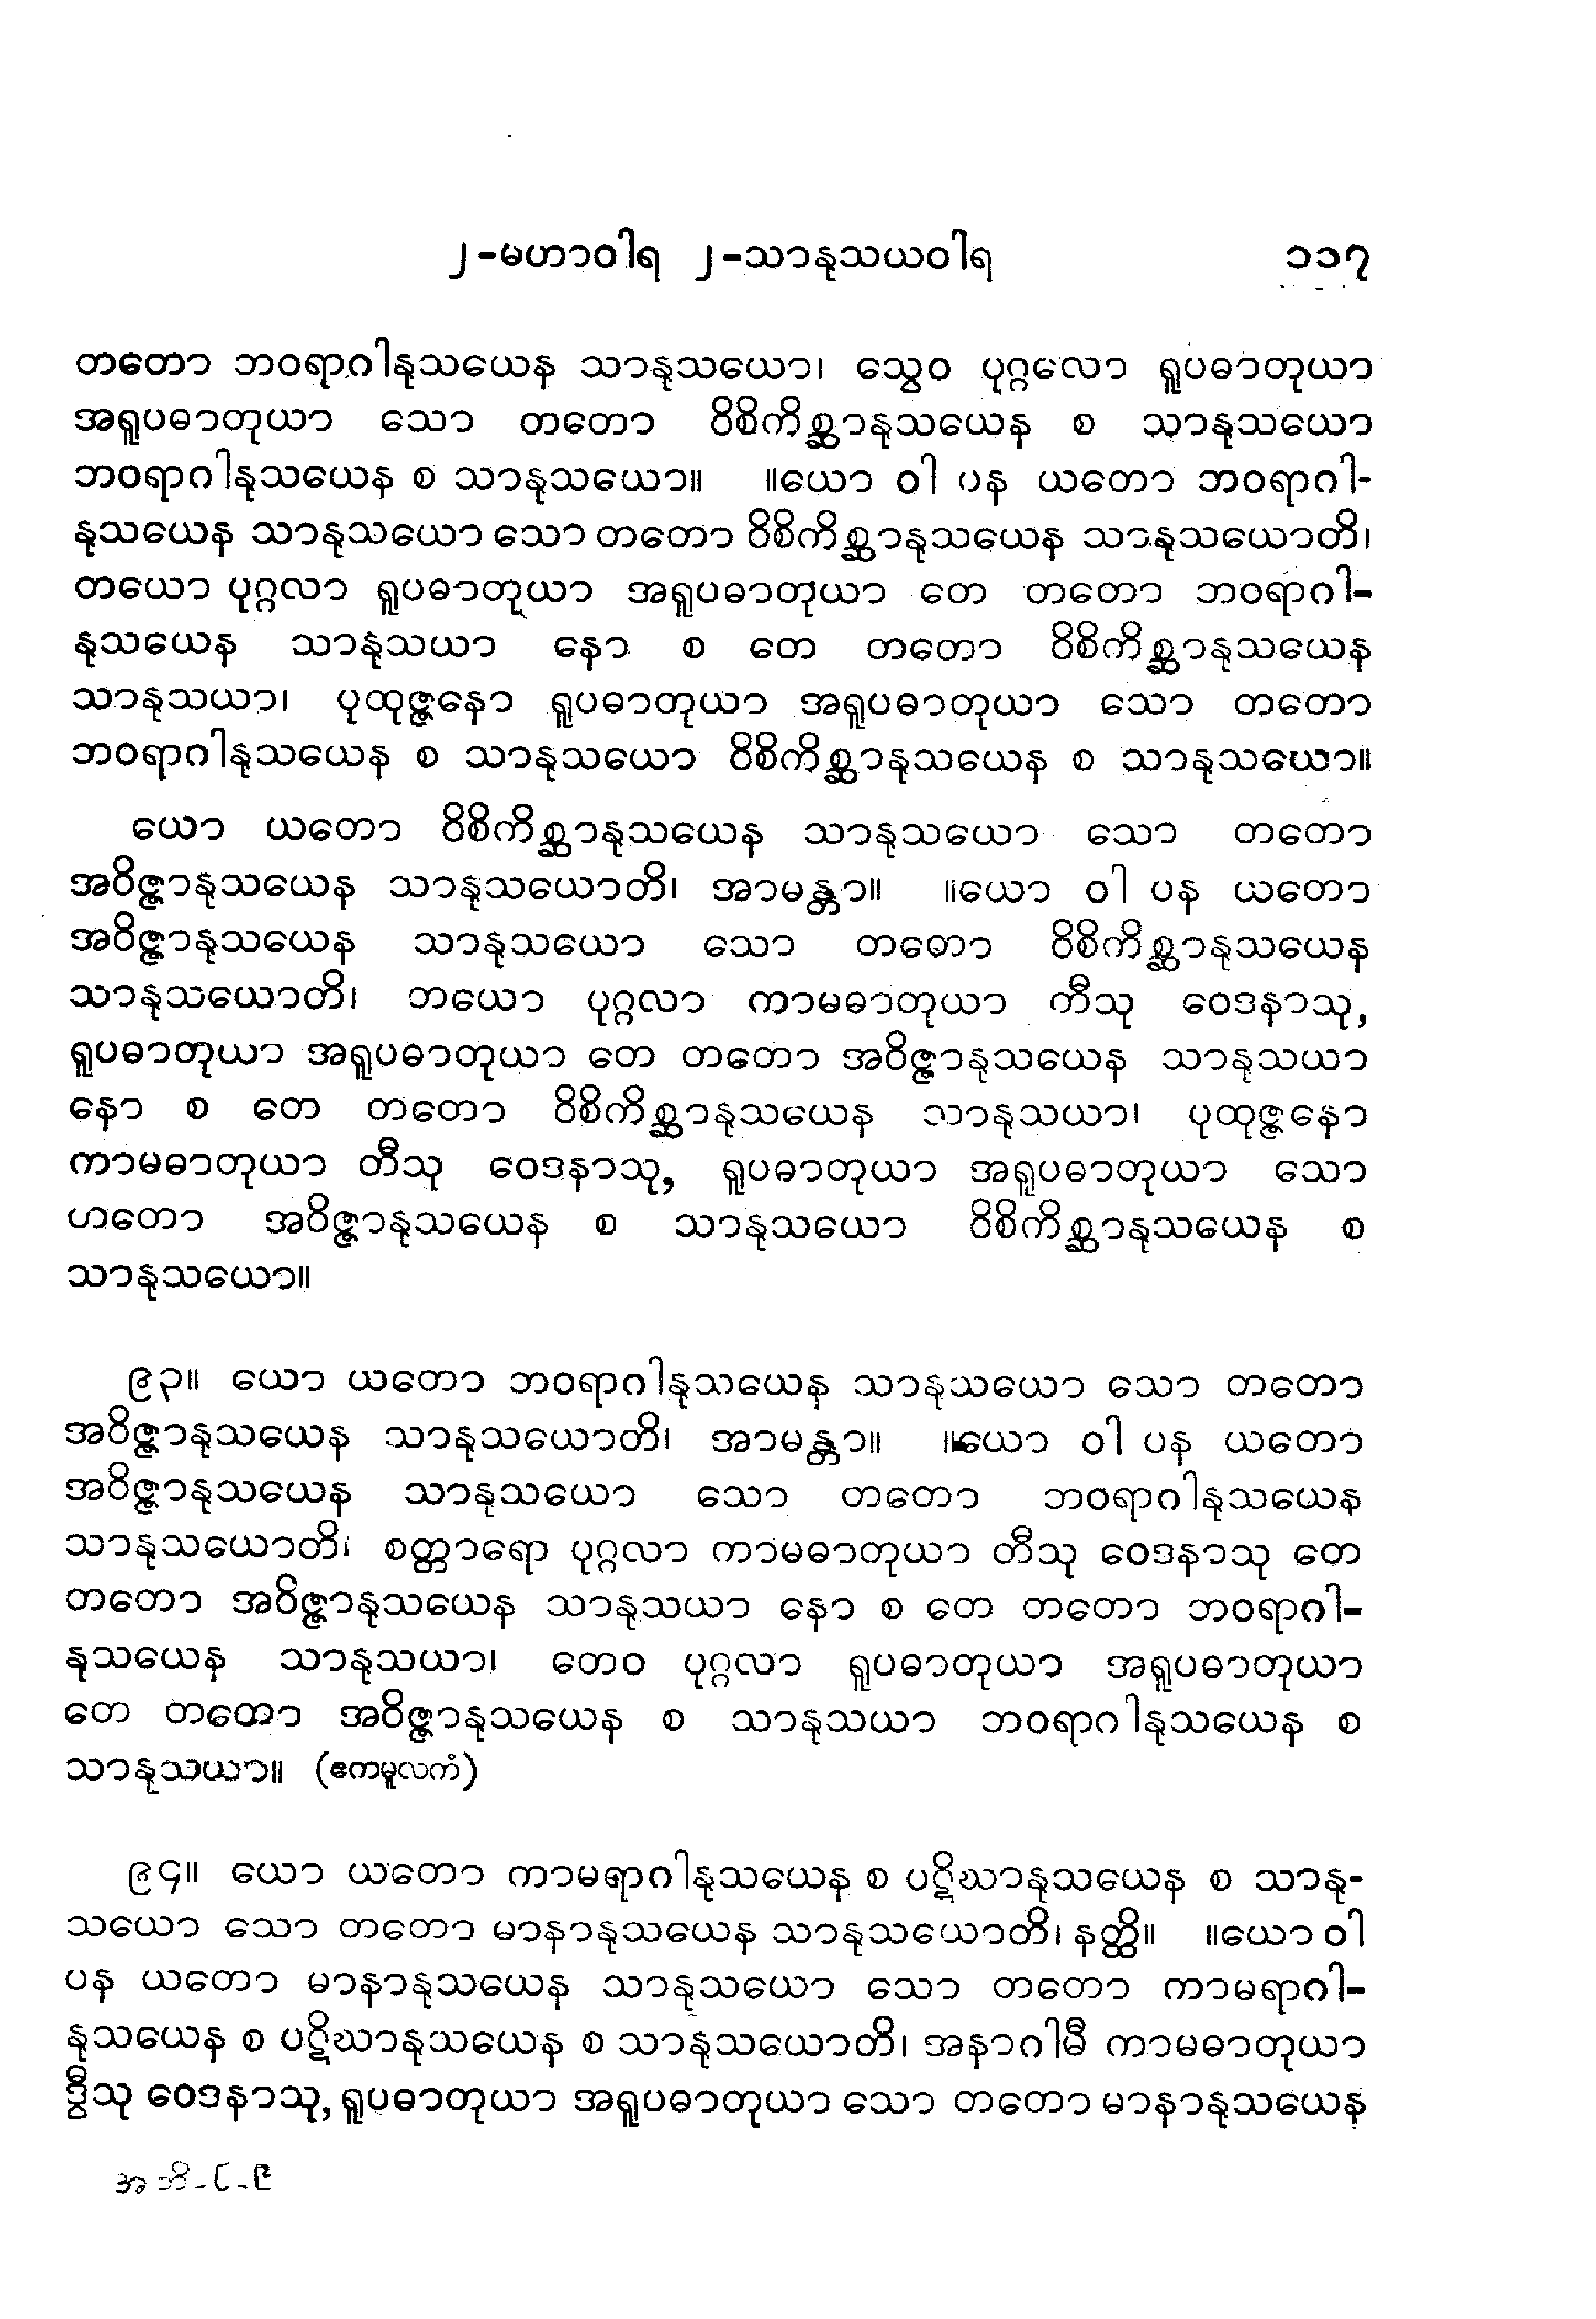 ၂-မဟာဝါရ ၂-သာနုသယဝါရ ၁၁၇
တတော ဘဝရာဂါနုသယေန သာနုသယော၊ သွေဝ ပုဂ္ဂလော ရူပဓာတုယာ
အရူပဓာတုယာ သော တတော ဝိစိကိစ္ဆာနုသယေန စ သာနုသယော
ဘဝရာဂါနုသယေန စ သာနုသယော။ ။ယော ဝါ ပန ယတော ဘဝရာဂါ-
နုသယေန သာနုသယော သော တတော ဝိစိကိစ္ဆာနုသယေန သာနုသယောတိ၊
တယော ပုဂ္ဂလာ ရူပဓာတုယာ အရူပဓာတုယာ တေ တတော ဘဝရာဂါ-
နုသယေန သာနုသယာ နော စ တေ တတော ဝိစိကိစ္ဆာနုသယေန
သာနုသယာ၊ ပုထုဇ္ဇနော ရူပဓာတုယာ အရူပဓာတုယာ သော တတော
ဘဝရာဂါနုသယေန စ သာနုသယော ဝိစိကိစ္ဆာနုသယေန စ သာနုသယော။
ယော ယတော ဝိစိကိစ္ဆာနုသယေန သာနုသယော သော တတော
အဝိဇ္ဇာနုသယေန သာနုသယောတိ၊ အာမန္တာ။ ။ယော ဝါ ပန ယတော
အဝိဇ္ဇာနုသယေန သာနုသယော သော တတော ဝိစိကိစ္ဆာနုသယေန
သာနုသယောတိ၊ တယော ပုဂ္ဂလာ ကာမဓာတုယာ တီသု ဝေဒနာသု,
ရူပဓာတုယာ အရူပဓာတုယာ တေ တတော အဝိဇ္ဇာနုသယေန သာနုသယာ
နော စ တေ တတော ဝိစိကိစ္ဆာနုသယေန သာနုသယာ၊ ပုထုဇ္ဇနော
ကာမဓာတုယာ တီသု ဝေဒနာသု, ရူပဓာတုယာ အရူပဓာတုယာ သော
တတော အဝိဇ္ဇာနုသယေန စ သာနုသယော ဝိစိကိစ္ဆာနုသယေန စ
သာနုသယော။
၉၃။ ယော ယတော ဘဝရာဂါနုသယေန သာနုသယော သော တတော
အဝိဇ္ဇာနုသယေန သာနုသယောတိ၊ အာမန္တာ။ ။ယော ဝါ ပန ယတော
အဝိဇ္ဇာနုသယေန သာနုသယော သော တတော ဘဝရာဂါနုသယေန
သာနုသယောတိ၊ စတ္တာရော ပုဂ္ဂလာ ကာမဓာတုယာ တီသု ဝေဒနာသု တေ
တတော အဝိဇ္ဇာနုသယေန သာနုသယာ နော စ တေ တတော ဘဝရာဂါ-
နုသယေန သာနုသယာ၊ တေဝ ပုဂ္ဂလာ ရူပဓာတုယာ အရူပဓာတုယာ
တေ တတော အဝိဇ္ဇာနုသယေန စ သာနုသယာ ဘဝရာဂါနုသယေန စ
သာနုသယာ။ (ဧကမူလကံ)
၉၄။ ယော ယတော ကာမရာဂါနုသယေန စ ပဋိဃာနုသယေန စ သာနု-
သယော သော တတော မာနာနုသယေန သာနုသယောတိ၊ နတ္ထိ။ ။ယော ဝါ
ပန ယတော မာနာနုသယေန သာနုသယော သော တတော ကာမရာဂါ-
နုသယေန စ ပဋိဃာနုသယေန စ သာနုသယောတိ၊ အနာဂါမီ ကာမဓာတုယာ
ဒွီသု ဝေဒနာသု, ရူပဓာတုယာ အရူပဓာတုယာ သော တတော မာနာနုသယေန
အဘိ-၆-၉